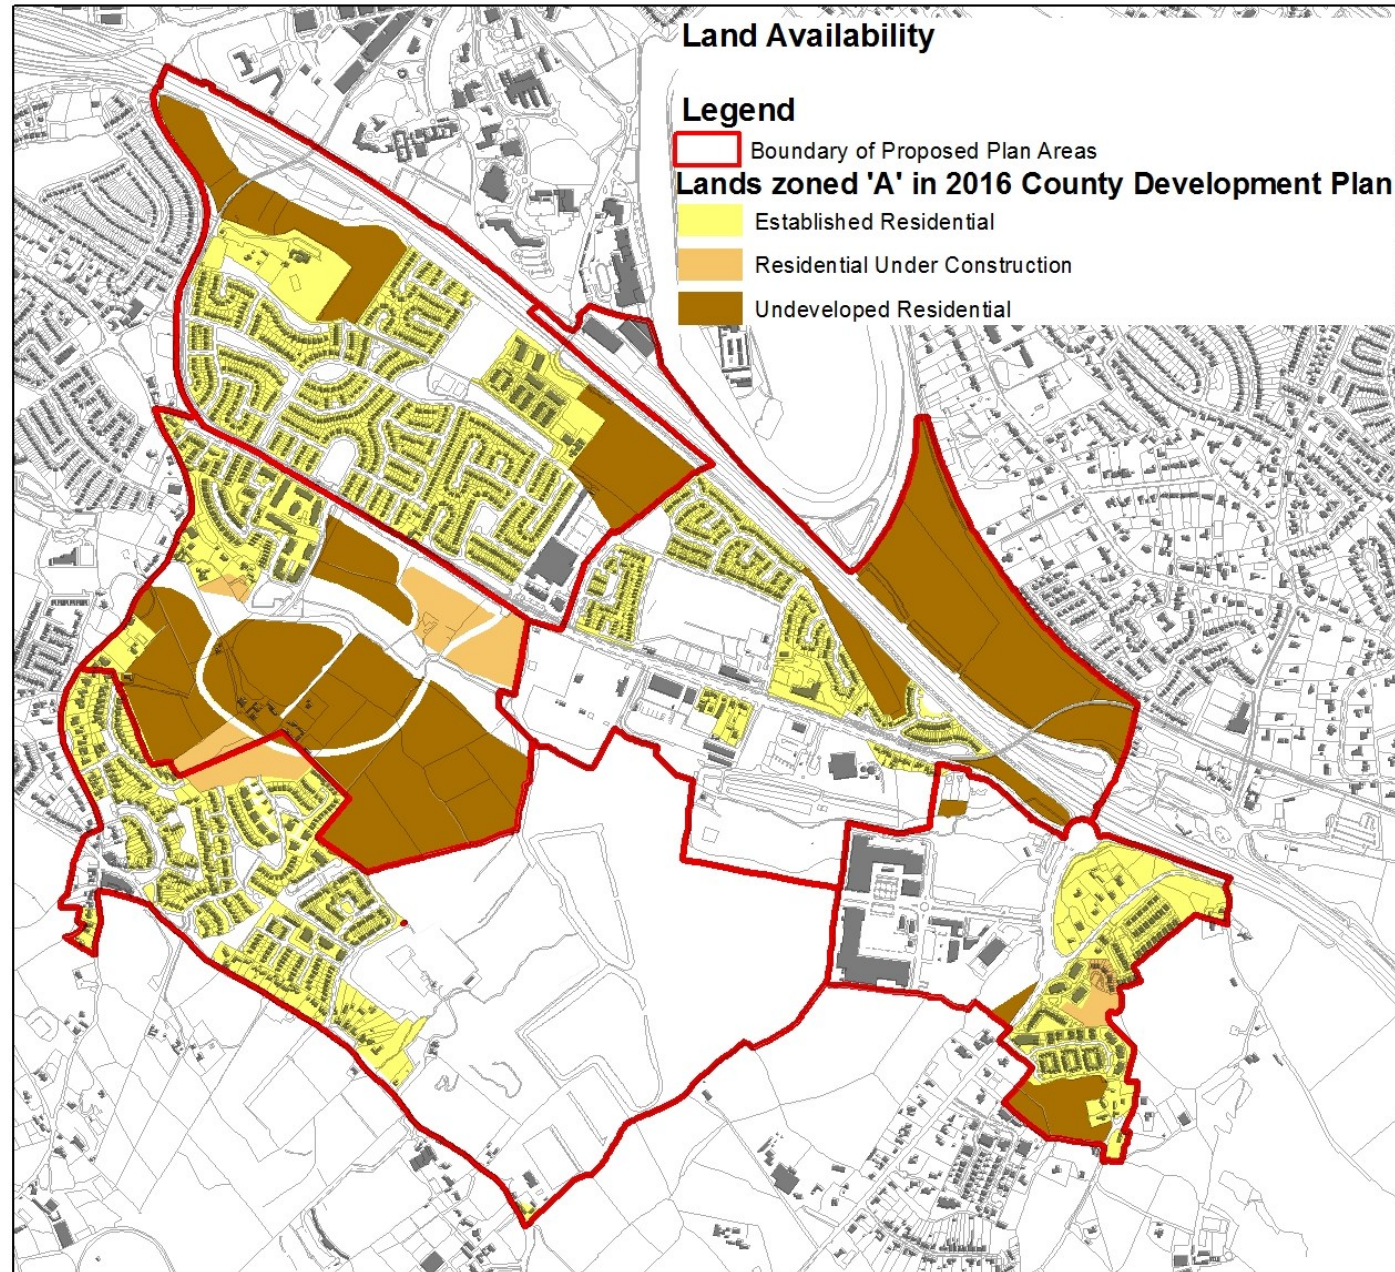 Land Availability
Legend
Boundary of Proposed Plan Areas
Lands zoned 'A' in 2016 County Development Plan
Established Residential
Residential Under Construction
Undeveloped Residential